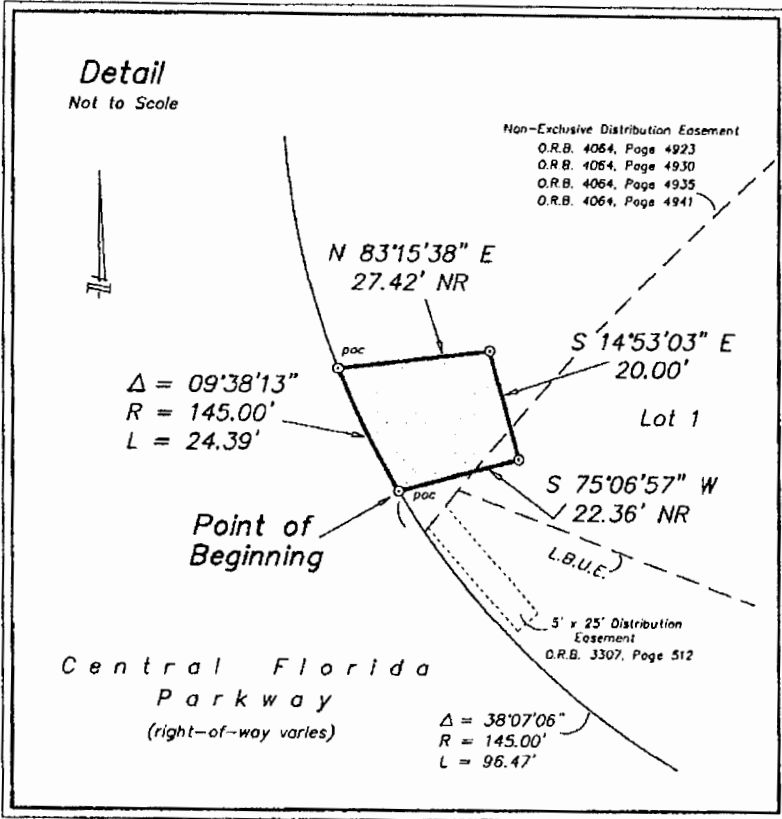 Detail
Not to Scale
Non-Exclusive Distribution Easement
O.R.B. 4064, Page 4923
O.R.B. 4064, Page 4930
O.R.B. 4064, Page 4935
O.R.B. 4064, Page 4941
N
N 83°15'38" E
27.42' NR
poc
S 14°53'03" E
20.00'
Δ = 09°38'13"
R = 145.00'
L = 24.39'
Lot 1
poc
S 75°06'57" W
22.36' NR
Point of
Beginning
L.B.U.E.
5' x 25' Distribution
Easement
O.R.B. 3307, Page 512
Central Florida
Parkway
(right-of-way varies)
Δ = 38°07'06"
R = 145.00'
L = 96.47'